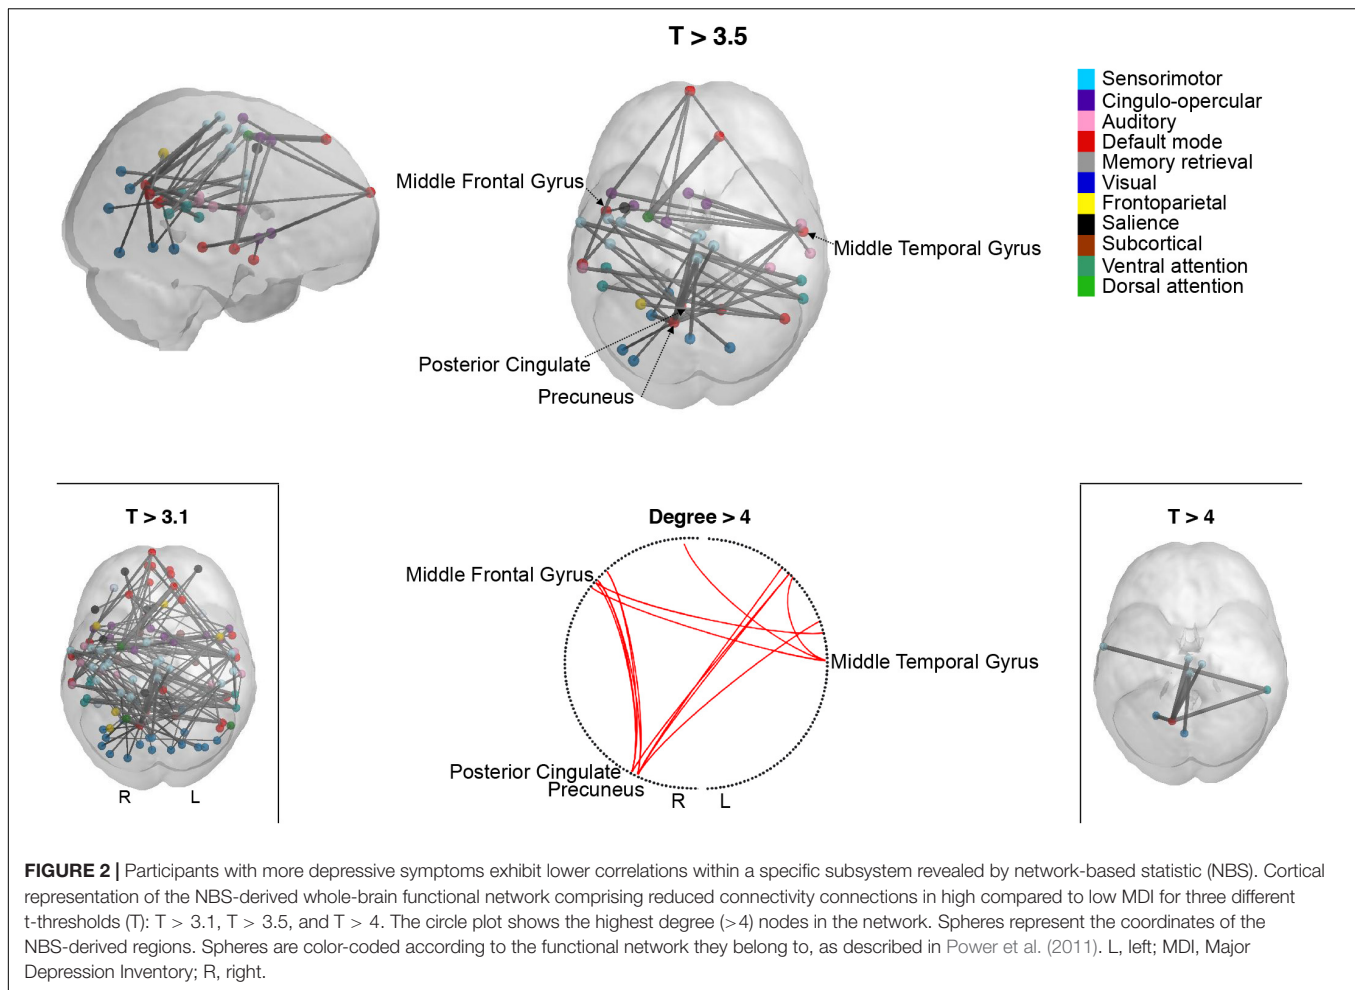 T > 3.5
Sensorimotor
Cingulo-opercular
Auditory
Default mode
Memory retrieval
Visual
Frontoparietal
Salience
Subcortical
Ventral attention
Dorsal attention
Middle Frontal Gyrus
Middle Temporal Gyrus
Posterior Cingulate
Precuneus
T > 3.1
R L
Degree > 4
Middle Frontal Gyrus
Middle Temporal Gyrus
Posterior Cingulate
Precuneus
R L
T > 4
FIGURE 2 | Participants with more depressive symptoms exhibit lower correlations within a specific subsystem revealed by network-based statistic (NBS). Cortical
representation of the NBS-derived whole-brain functional network comprising reduced connectivity connections in high compared to low MDI for three different
t-thresholds (T): T > 3.1, T > 3.5, and T > 4. The circle plot shows the highest degree (>4) nodes in the network. Spheres represent the coordinates of the
NBS-derived regions. Spheres are color-coded according to the functional network they belong to, as described in Power et al. (2011). L, left; MDI, Major
Depression Inventory; R, right.